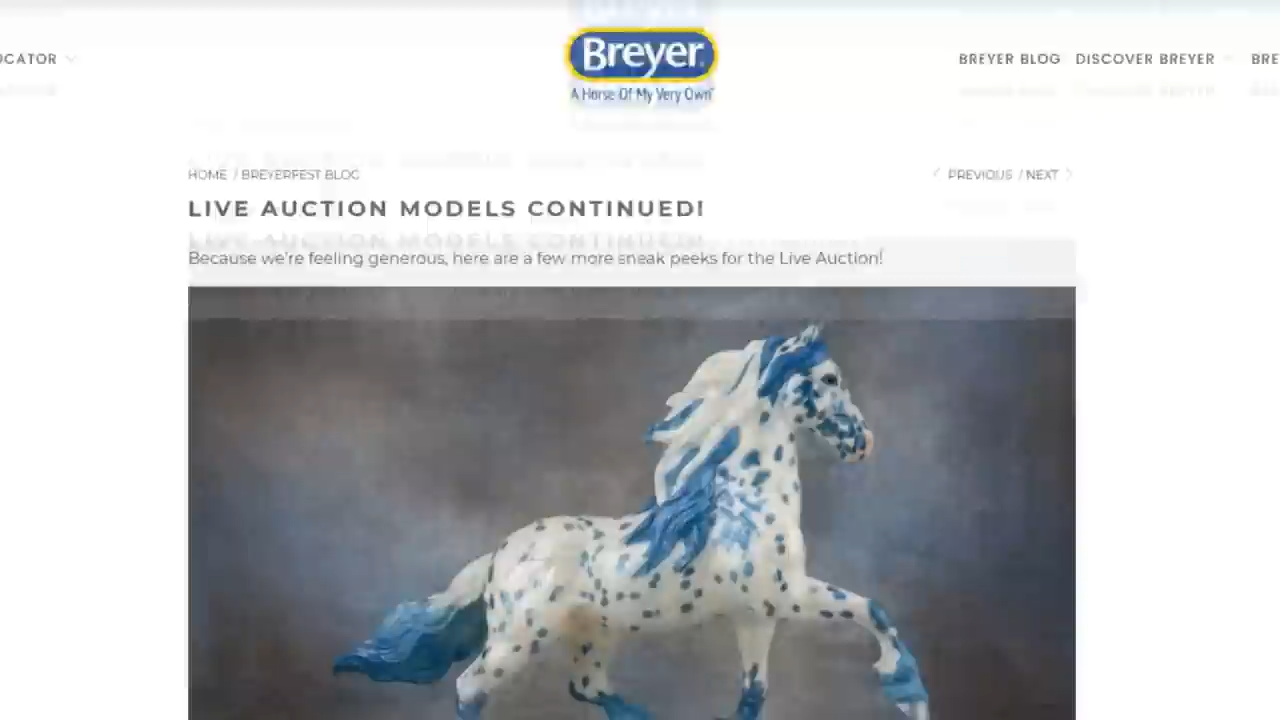 OCATOR
Breyer
A Horse Of My Very Own
BREYER BLOG DISCOVER BREYER BRE
HOME / BREYERFEST BLOG
PREVIOUS / NEXT
LIVE AUCTION MODELS CONTINUED!
Because we're feeling generous, here are a few more sneak peeks for the Live Auction!